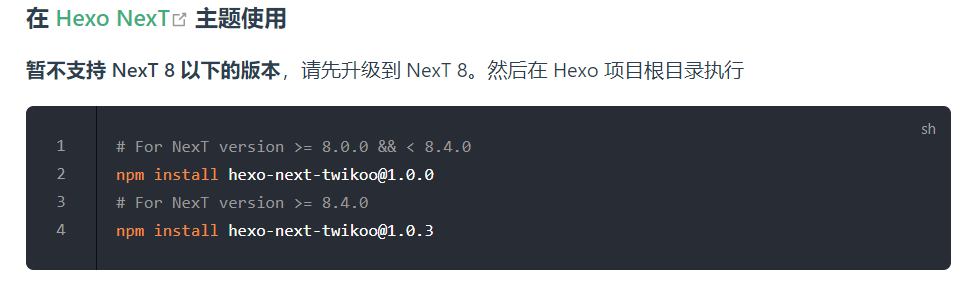 在 Hexo NexT 主题使用
暂不支持 NexT 8 以下的版本，请先升级到 NexT 8。然后在 Hexo 项目根目录执行
sh
1 # For NexT version >= 8.0.0 && < 8.4.0
2 npm install hexo-next-twikoo@1.0.0
3 # For NexT version >= 8.4.0
4 npm install hexo-next-twikoo@1.0.3